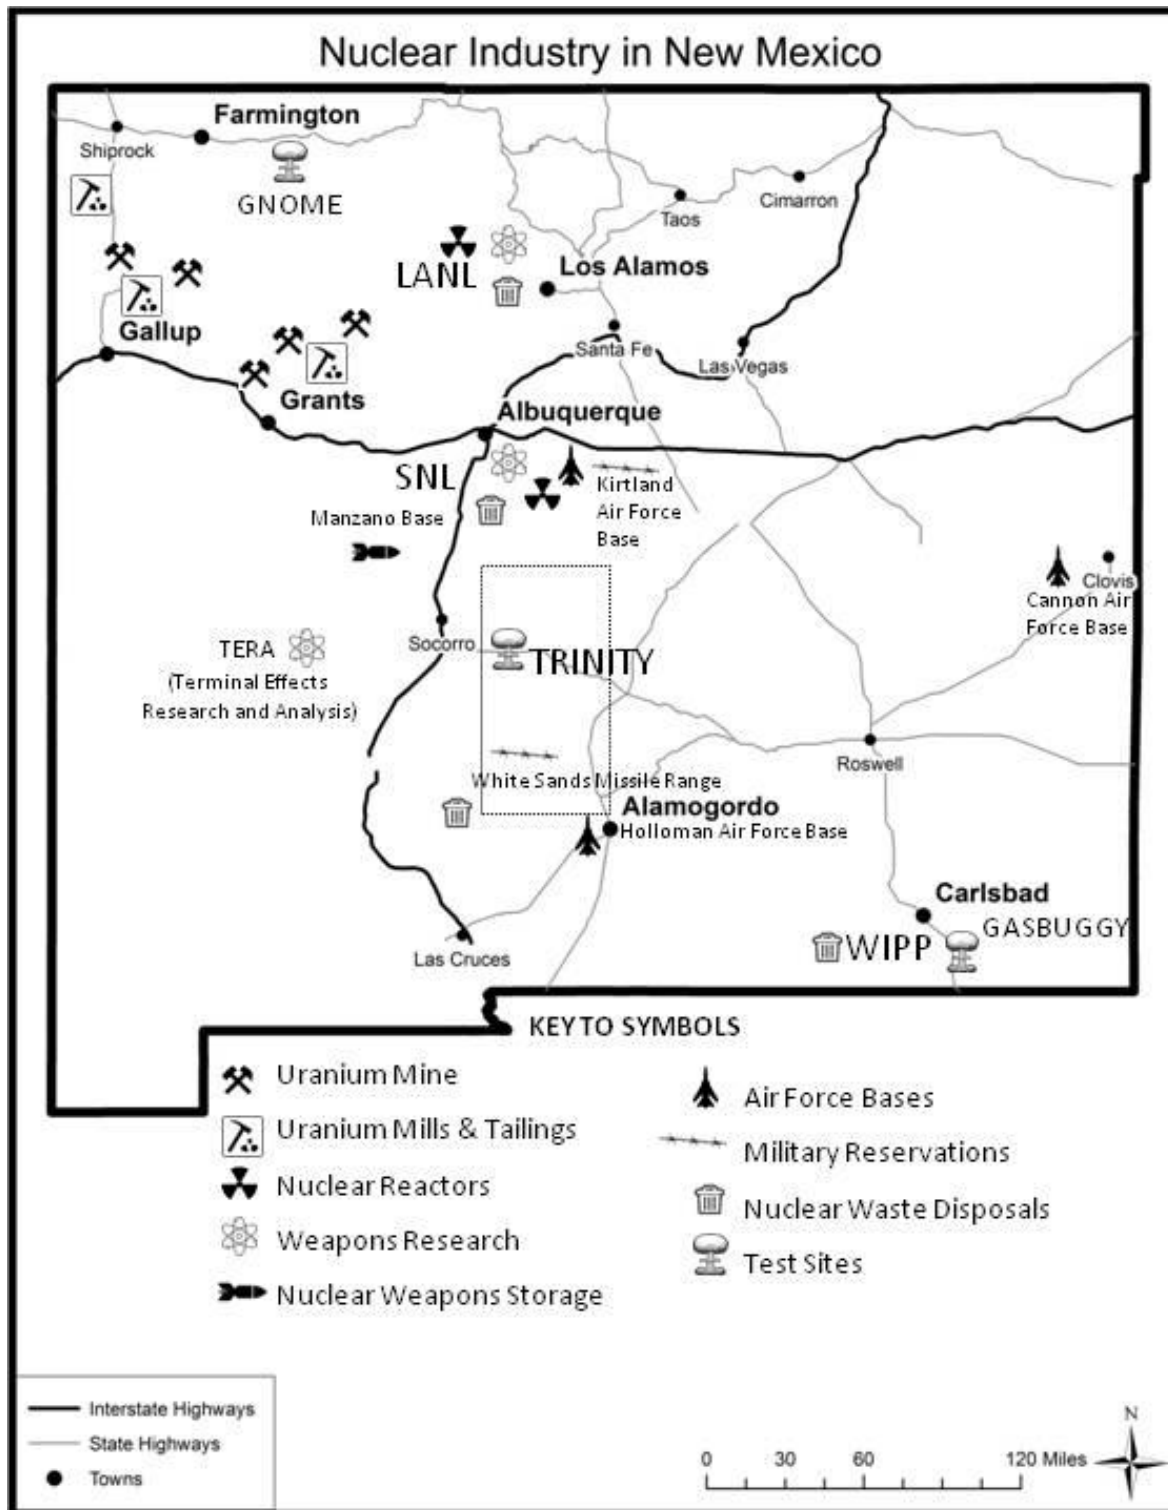 Nuclear Industry in New Mexico
Farmington
Shiprock
GNOME
Cimarron
Taos
LANL
Los Alamos
Gallup
Santa Fe
Las Vegas
Grants
Albuquerque
SNL
Kirtland
Air Force
Base
Manzano Base
Clovis
Cannon Air
Force Base
Socorro
TRINITY
TERA
(Terminal Effects
Research and Analysis)
Roswell
White Sands Missile Range
Alamogordo
Holloman Air Force Base
Carlsbad
GASBUGGY
WIPP
Las Cruces
KEY TO SYMBOLS
Uranium Mine
Uranium Mills & Tailings
Nuclear Reactors
Weapons Research
Nuclear Weapons Storage
Air Force Bases
Military Reservations
Nuclear Waste Disposals
Test Sites
Interstate Highways
State Highways
Towns
N
0 30 60 120 Miles